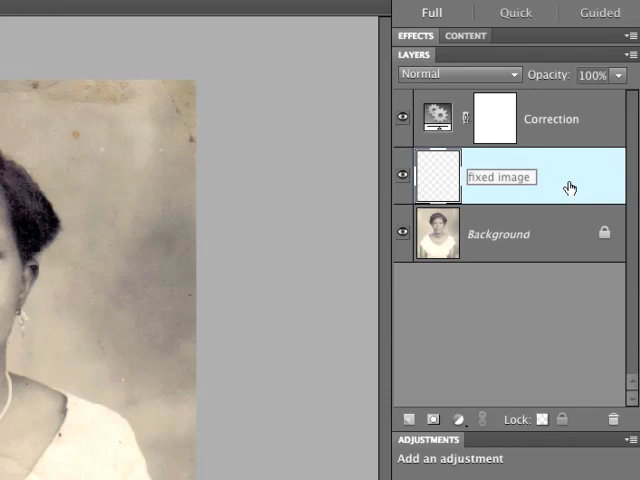 Full Quick Guided
EFFECTS CONTENT
LAYERS
Normal Opacity: 100%
Correction
fixed image
Background
Lock:
ADJUSTMENTS
Add an adjustment